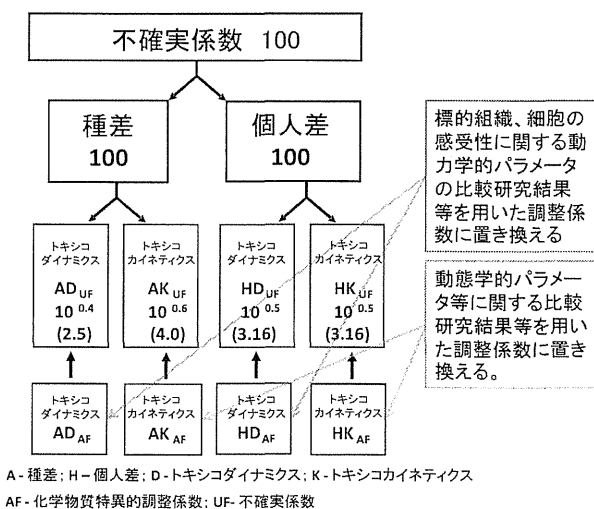 不確実係数 100
種差
100
個人差
100
標的組織、細胞の
感受性に関する動
力学的パラメータ
の比較研究結果
等を用いた調整係
数に置き換える
トキシコ
ダイナミクス
AD UF
10 0.4
(2.5)
トキシコ
カイネティクス
AK UF
10 0.6
(4.0)
トキシコ
ダイナミクス
HD UF
10 0.5
(3.16)
トキシコ
カイネティクス
HK UF
10 0.5
(3.16)
動態学的パラメー
タ等に関する比較
研究結果等を用い
た調整係数に置き
換える。
トキシコ
ダイナミクス
AD AF
トキシコ
カイネティクス
AK AF
トキシコ
ダイナミクス
HD AF
トキシコ
カイネティクス
HK AF
A - 種差; H – 個人差; D - トキシコダイナミクス; K - トキシコカイネティクス
AF - 化学物質特異的調整係数; UF- 不確実係数